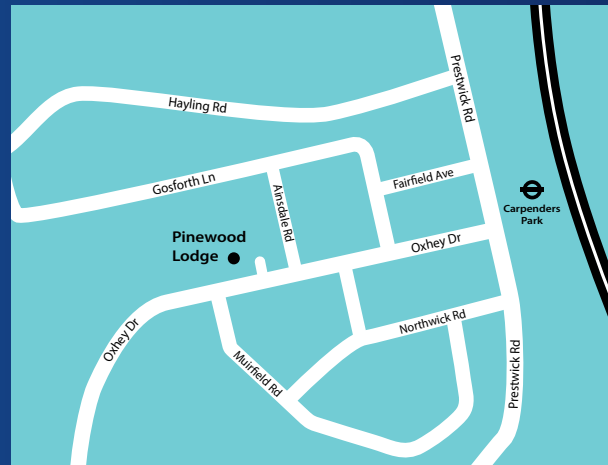 Prestwick Rd
Hayling Rd
Gosforth Ln
Fairfield Ave
Ainsdale Rd
Carpenders
Park
Pinewood
Lodge
Oxhey Dr
Northwick Rd
Oxhey Dr
Muirfield Rd
Prestwick Rd